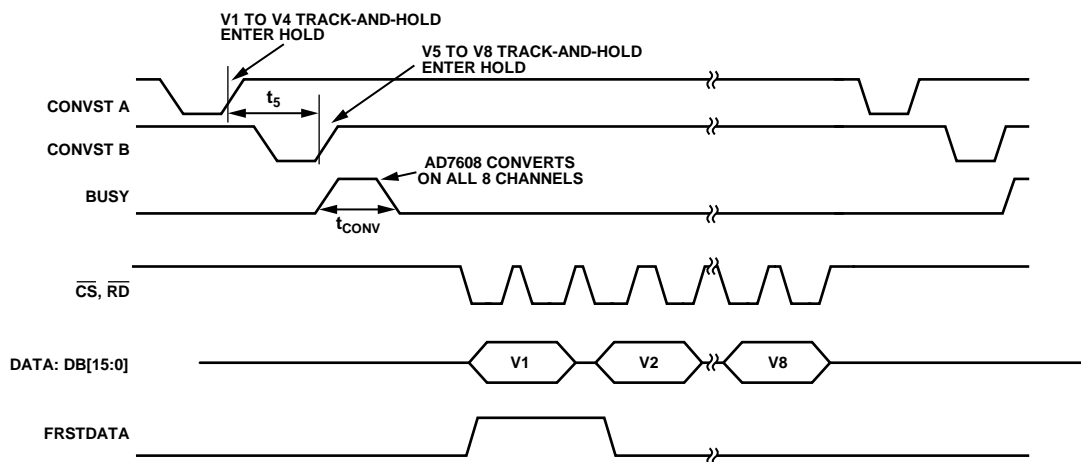 V1 TO V4 TRACK-AND-HOLD
ENTER HOLD
V5 TO V8 TRACK-AND-HOLD
ENTER HOLD
CONVST A
t5
CONVST B
AD7608 CONVERTS
ON ALL 8 CHANNELS
BUSY
tCONV
CS, RD
DATA: DB[15:0]
V1
V2
V8
FRSTDATA